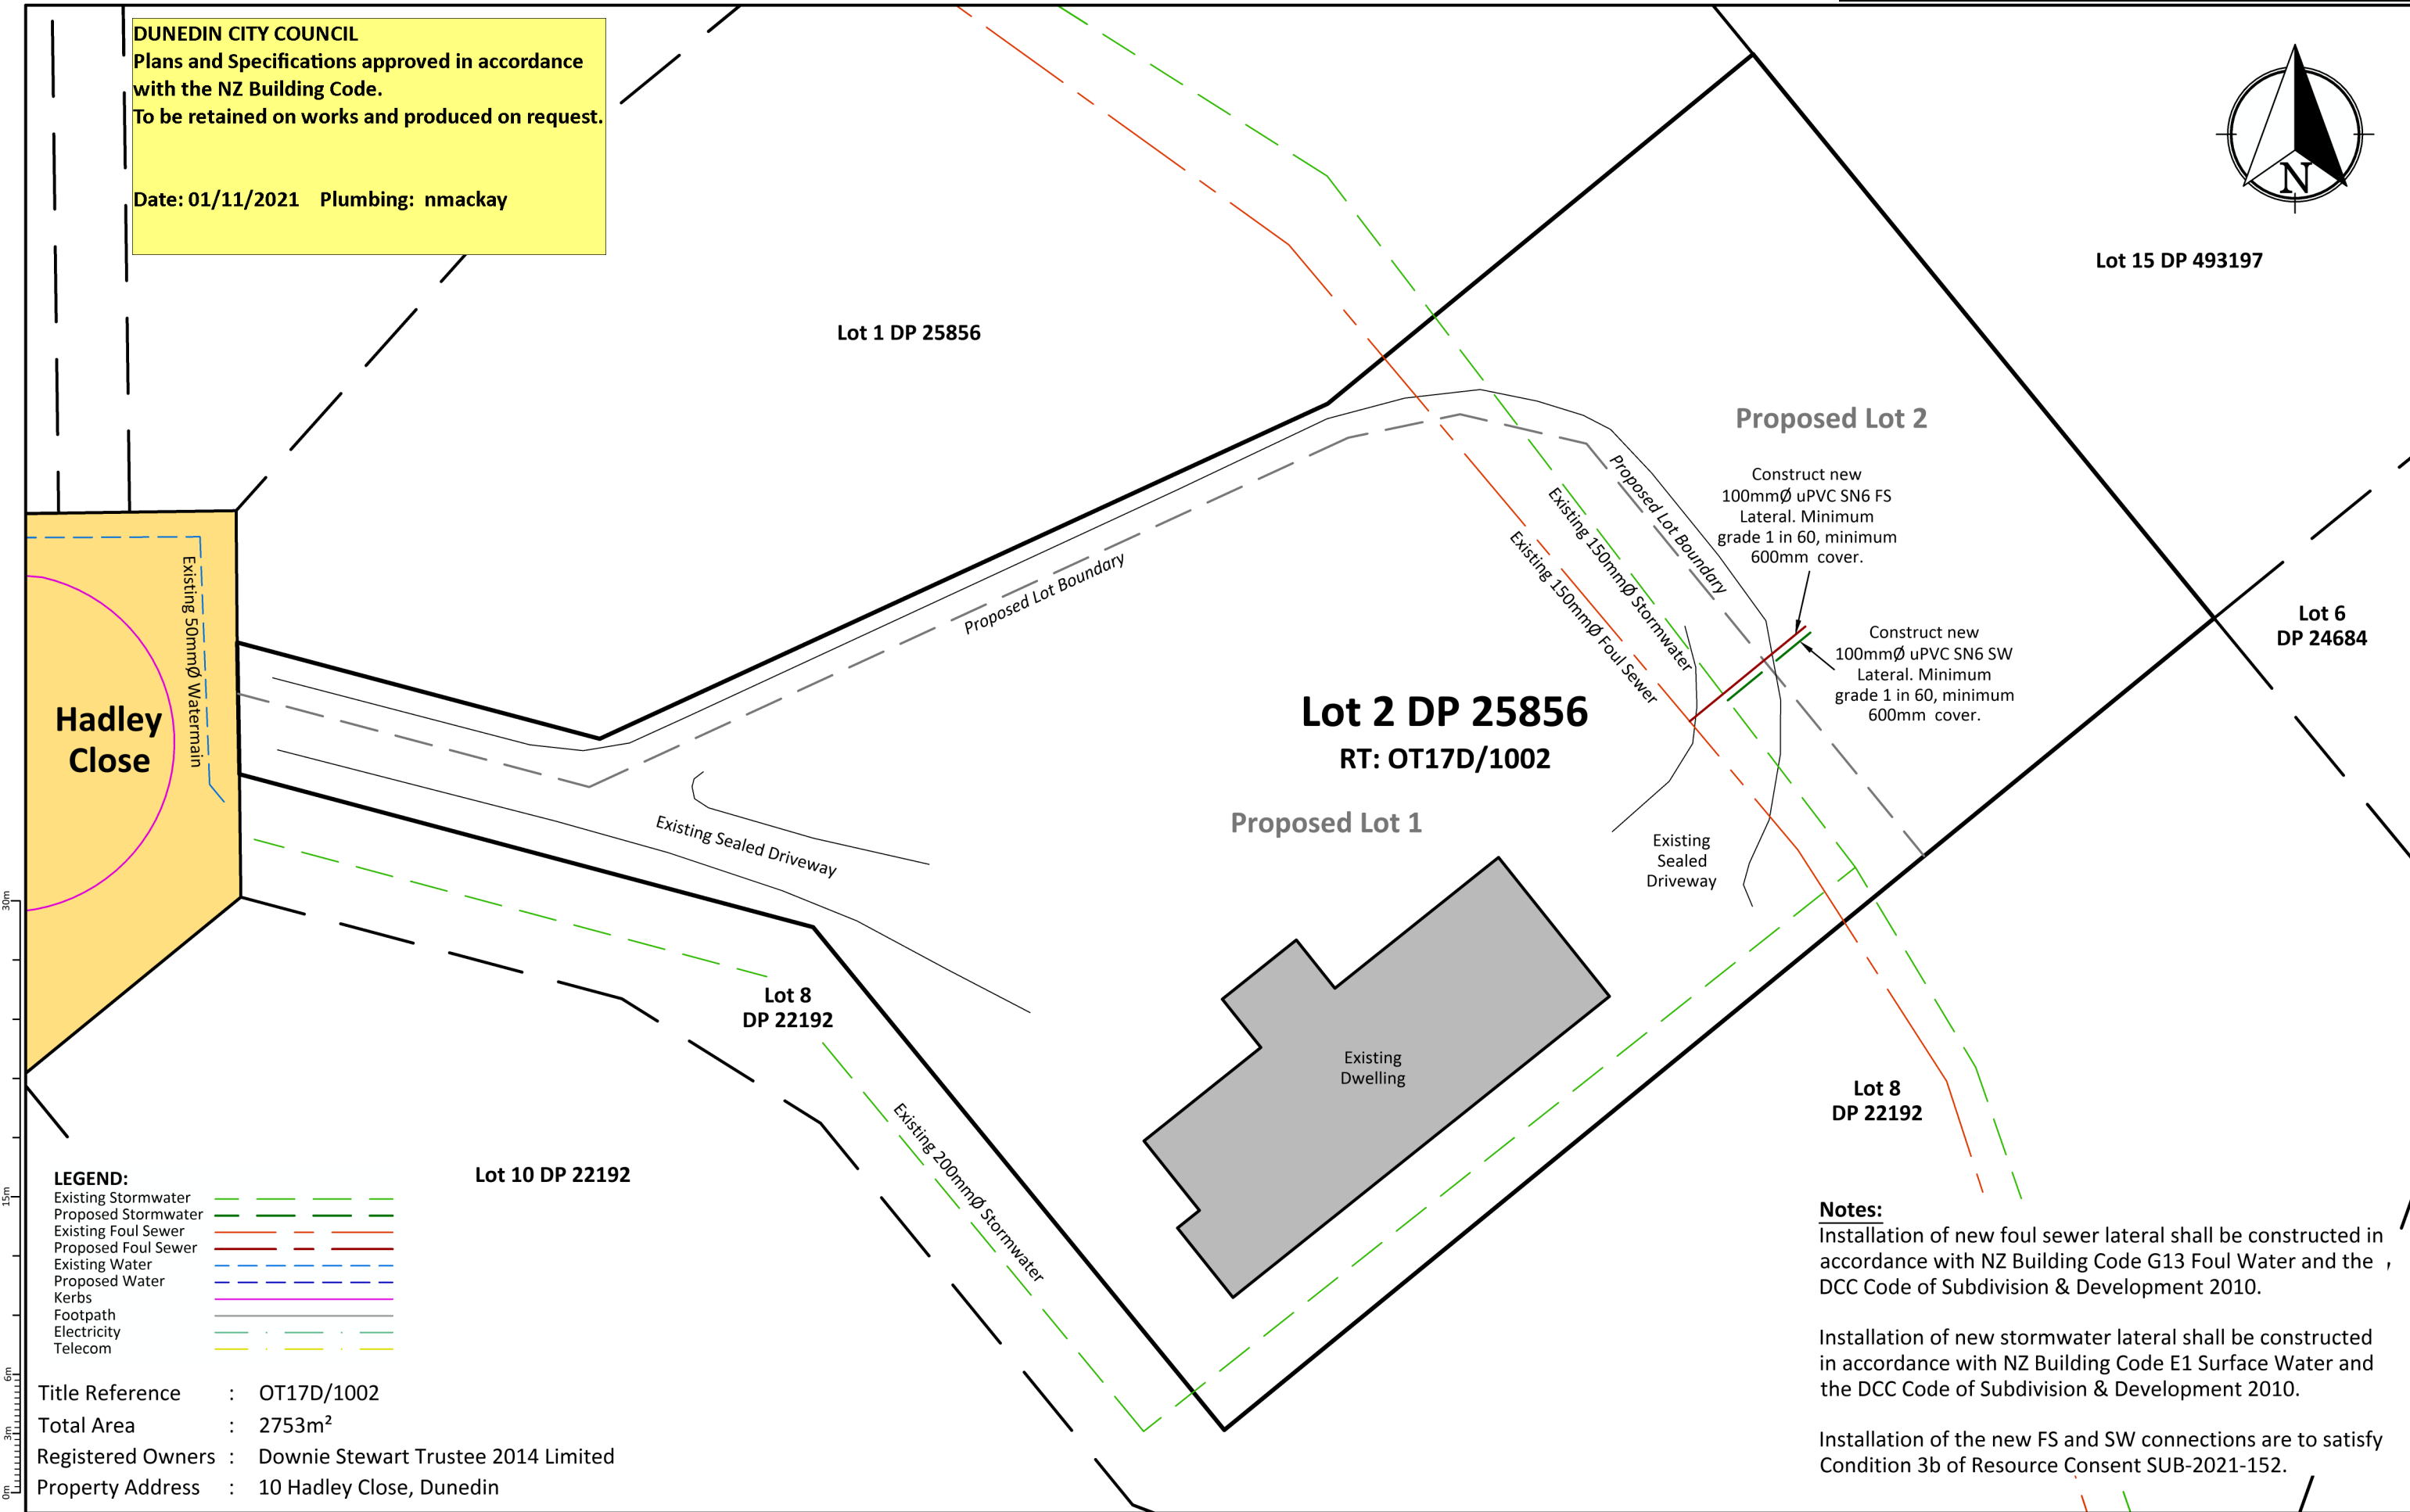 DUNEDIN CITY COUNCIL
Plans and Specifications approved in accordance
with the NZ Building Code.
To be retained on works and produced on request.
Date: 01/11/2021 Plumbing: nmackay
N
Lot 15 DP 493197
Lot 1 DP 25856
Proposed Lot 2
Construct new
100mmØ uPVC SN6 FS
Lateral. Minimum
grade 1 in 60, minimum
600mm cover.
Proposed Lot Boundary
Existing 150mmØ Stormwater
Existing 150mmØ Foul Sewer
Proposed Lot Boundary
Construct new
100mmØ uPVC SN6 SW
Lateral. Minimum
grade 1 in 60, minimum
600mm cover.
Lot 6
DP 24684
Existing 50mmØ Watermain
Hadley
Close
Lot 2 DP 25856
RT: OT17D/1002
Proposed Lot 1
Existing Sealed Driveway
Existing
Sealed
Driveway
Lot 8
DP 22192
Existing
Dwelling
Lot 8
DP 22192
Existing 200mmØ Stormwater
Lot 10 DP 22192
30m
15m
6m
3m
0m
LEGEND:
Existing Stormwater
Proposed Stormwater
Existing Foul Sewer
Proposed Foul Sewer
Existing Water
Proposed Water
Kerbs
Footpath
Electricity
Telecom
Title Reference : OT17D/1002
Total Area : 2753m²
Registered Owners : Downie Stewart Trustee 2014 Limited
Property Address : 10 Hadley Close, Dunedin
Notes:
Installation of new foul sewer lateral shall be constructed in
accordance with NZ Building Code G13 Foul Water and the
DCC Code of Subdivision & Development 2010.
Installation of new stormwater lateral shall be constructed
in accordance with NZ Building Code E1 Surface Water and
the DCC Code of Subdivision & Development 2010.
Installation of the new FS and SW connections are to satisfy
Condition 3b of Resource Consent SUB-2021-152.